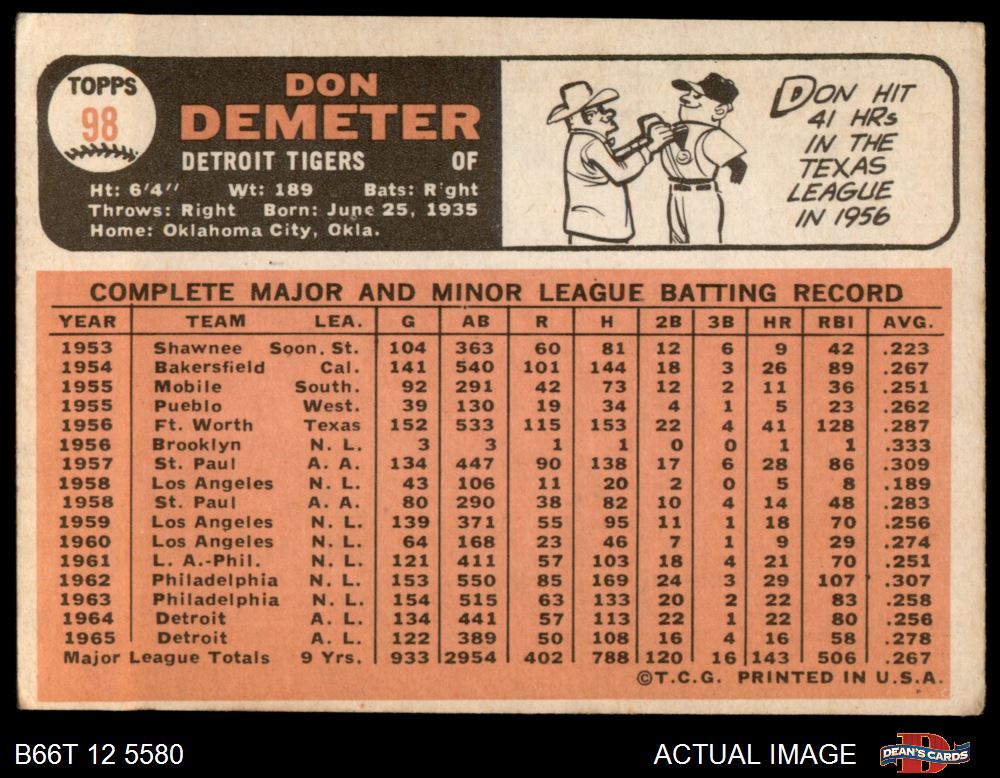 TOPPS
98
DON
DEMETER
DETROIT TIGERS OF
Ht: 6'4" Wt: 189 Bats: Right
Throws: Right Born: June 25, 1935
Home: Oklahoma City, Okla.
DON HIT
41 HRs
IN THE
TEXAS
LEAGUE
IN 1956
COMPLETE MAJOR AND MINOR LEAGUE BATTING RECORD
YEAR TEAM LEA. G AB R H 2B 3B HR RBI AVG.
1953 Shawnee Soon. St. 104 363 60 81 12 6 9 42 .223
1954 Bakersfield Cal. 141 540 101 144 18 3 26 89 .267
1955 Mobile South. 92 291 42 73 12 2 11 36 .251
1955 Pueblo West. 39 130 19 34 4 1 5 23 .262
1956 Ft. Worth Texas 152 533 115 153 22 4 41 128 .287
1956 Brooklyn N. L. 3 3 1 1 0 0 1 1 .333
1957 St. Paul A. A. 134 447 90 138 17 6 28 86 .309
1958 Los Angeles N. L. 43 106 11 20 2 0 5 8 .189
1958 St. Paul A. A. 80 290 38 82 10 4 14 48 .283
1959 Los Angeles N. L. 139 371 55 95 11 1 18 70 .256
1960 Los Angeles N. L. 64 168 23 46 7 1 9 29 .274
1961 L. A.-Phil. N. L. 121 411 57 103 18 4 21 70 .251
1962 Philadelphia N. L. 153 550 85 169 24 3 29 107 .307
1963 Philadelphia N. L. 154 515 63 133 20 2 22 83 .258
1964 Detroit A. L. 134 441 57 113 22 1 22 80 .256
1965 Detroit A. L. 122 389 50 108 16 4 16 58 .278
Major League Totals 9 Yrs. 933 2954 402 788 120 16 143 506 .267
©T.C.G. PRINTED IN U.S.A.
B66T 12 5580
ACTUAL IMAGE
DEAN'S CARDS